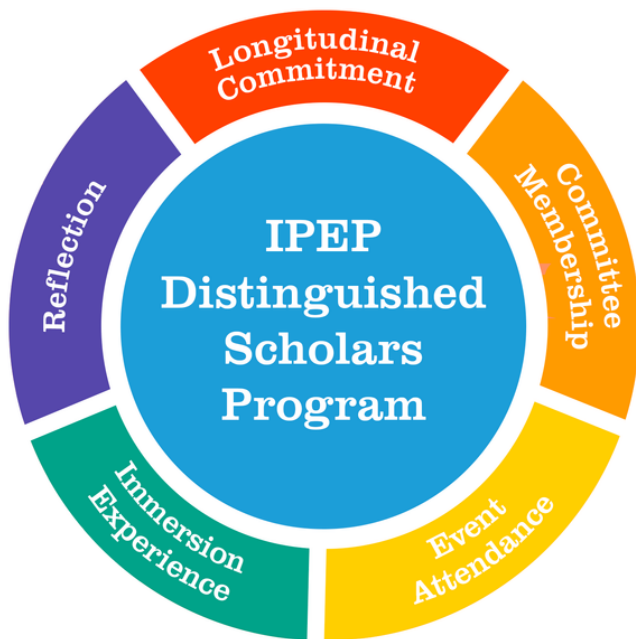 Longitudinal
Commitment
Committee
Membership
Event
Attendance
Immersion
Experience
Reflection
IPEP
Distinguished
Scholars
Program